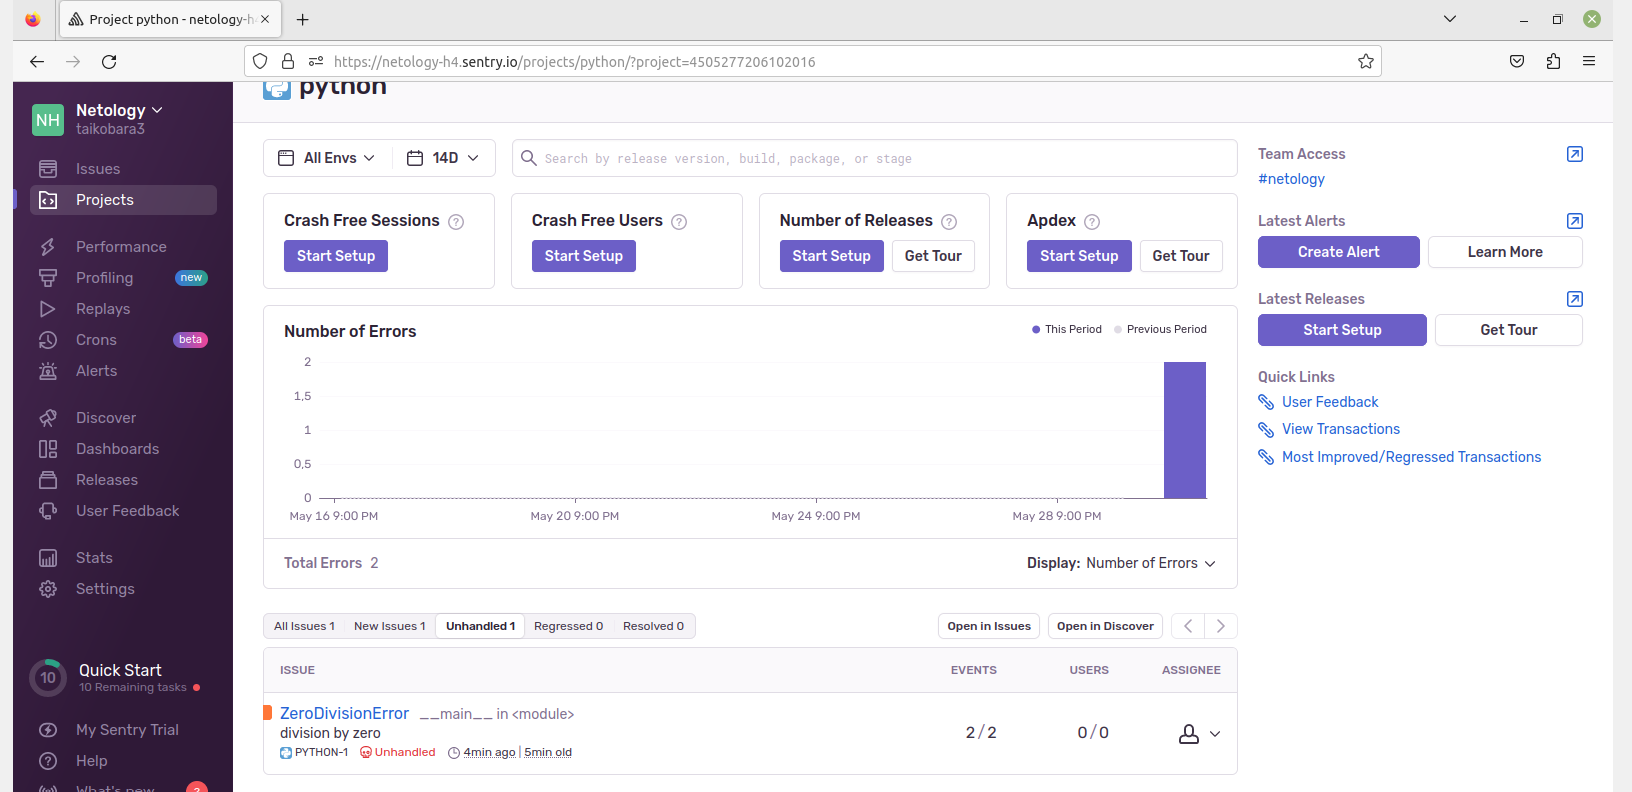 Project python - netology-h
https://netology-h4.sentry.io/projects/python/?project=4505277206102016
NH
Netology
taikobara3
Issues
Projects
Performance
Profiling new
Replays
Crons beta
Alerts
Discover
Dashboards
Releases
User Feedback
Stats
Settings
10
Quick Start
10 Remaining tasks
My Sentry Trial
Help
What's new
python
All Envs 14D
Search by release version, build, package, or stage
Crash Free Sessions ?
Start Setup
Crash Free Users ?
Start Setup
Number of Releases ?
Start Setup Get Tour
Apdex ?
Start Setup Get Tour
Number of Errors
This Period Previous Period
2
1,5
1
0,5
0
May 16 9:00 PM May 20 9:00 PM May 24 9:00 PM May 28 9:00 PM
Total Errors 2
Display: Number of Errors
All Issues 1 New Issues 1 Unhandled 1 Regressed 0 Resolved 0
Open in Issues Open in Discover
ISSUE EVENTS USERS ASSIGNEE
ZeroDivisionError __main__ in <module>
division by zero
PYTHON-1 Unhandled 4min ago | 5min old
2 / 2 0 / 0
Team Access
#netology
Latest Alerts
Create Alert Learn More
Latest Releases
Start Setup Get Tour
Quick Links
User Feedback
View Transactions
Most Improved/Regressed Transactions